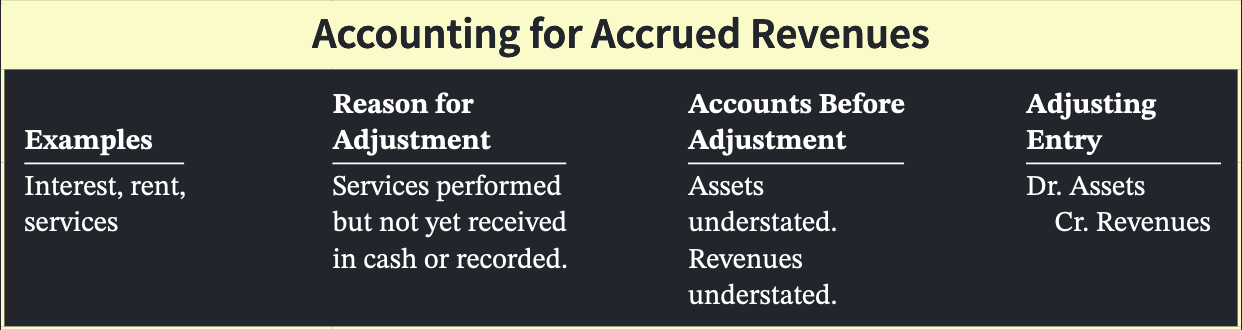 Accounting for Accrued Revenues
Examples
Reason for
Adjustment
Accounts Before
Adjustment
Adjusting
Entry
Interest, rent,
services
Services performed
but not yet received
in cash or recorded.
Assets
understated.
Revenues
understated.
Dr. Assets
Cr. Revenues